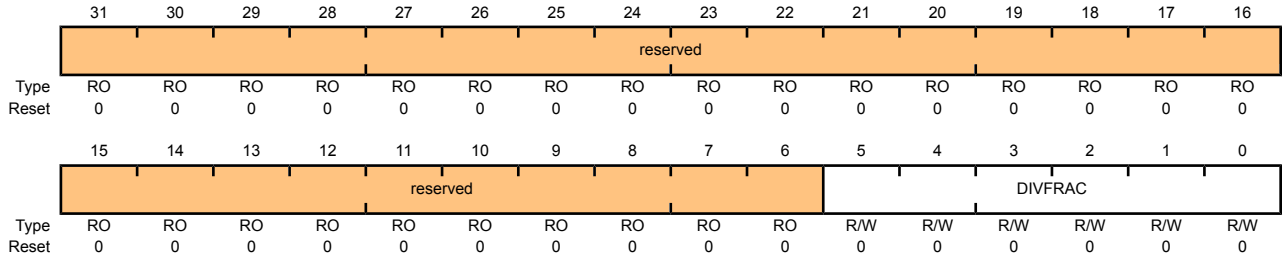 31 30 29 28 27 26 25 24 23 22 21 20 19 18 17 16
reserved
Type RO RO RO RO RO RO RO RO RO RO RO RO RO RO RO RO
Reset 0 0 0 0 0 0 0 0 0 0 0 0 0 0 0 0
15 14 13 12 11 10 9 8 7 6 5 4 3 2 1 0
reserved DIVFRAC
Type RO RO RO RO RO RO RO RO RO RO R/W R/W R/W R/W R/W R/W
Reset 0 0 0 0 0 0 0 0 0 0 0 0 0 0 0 0